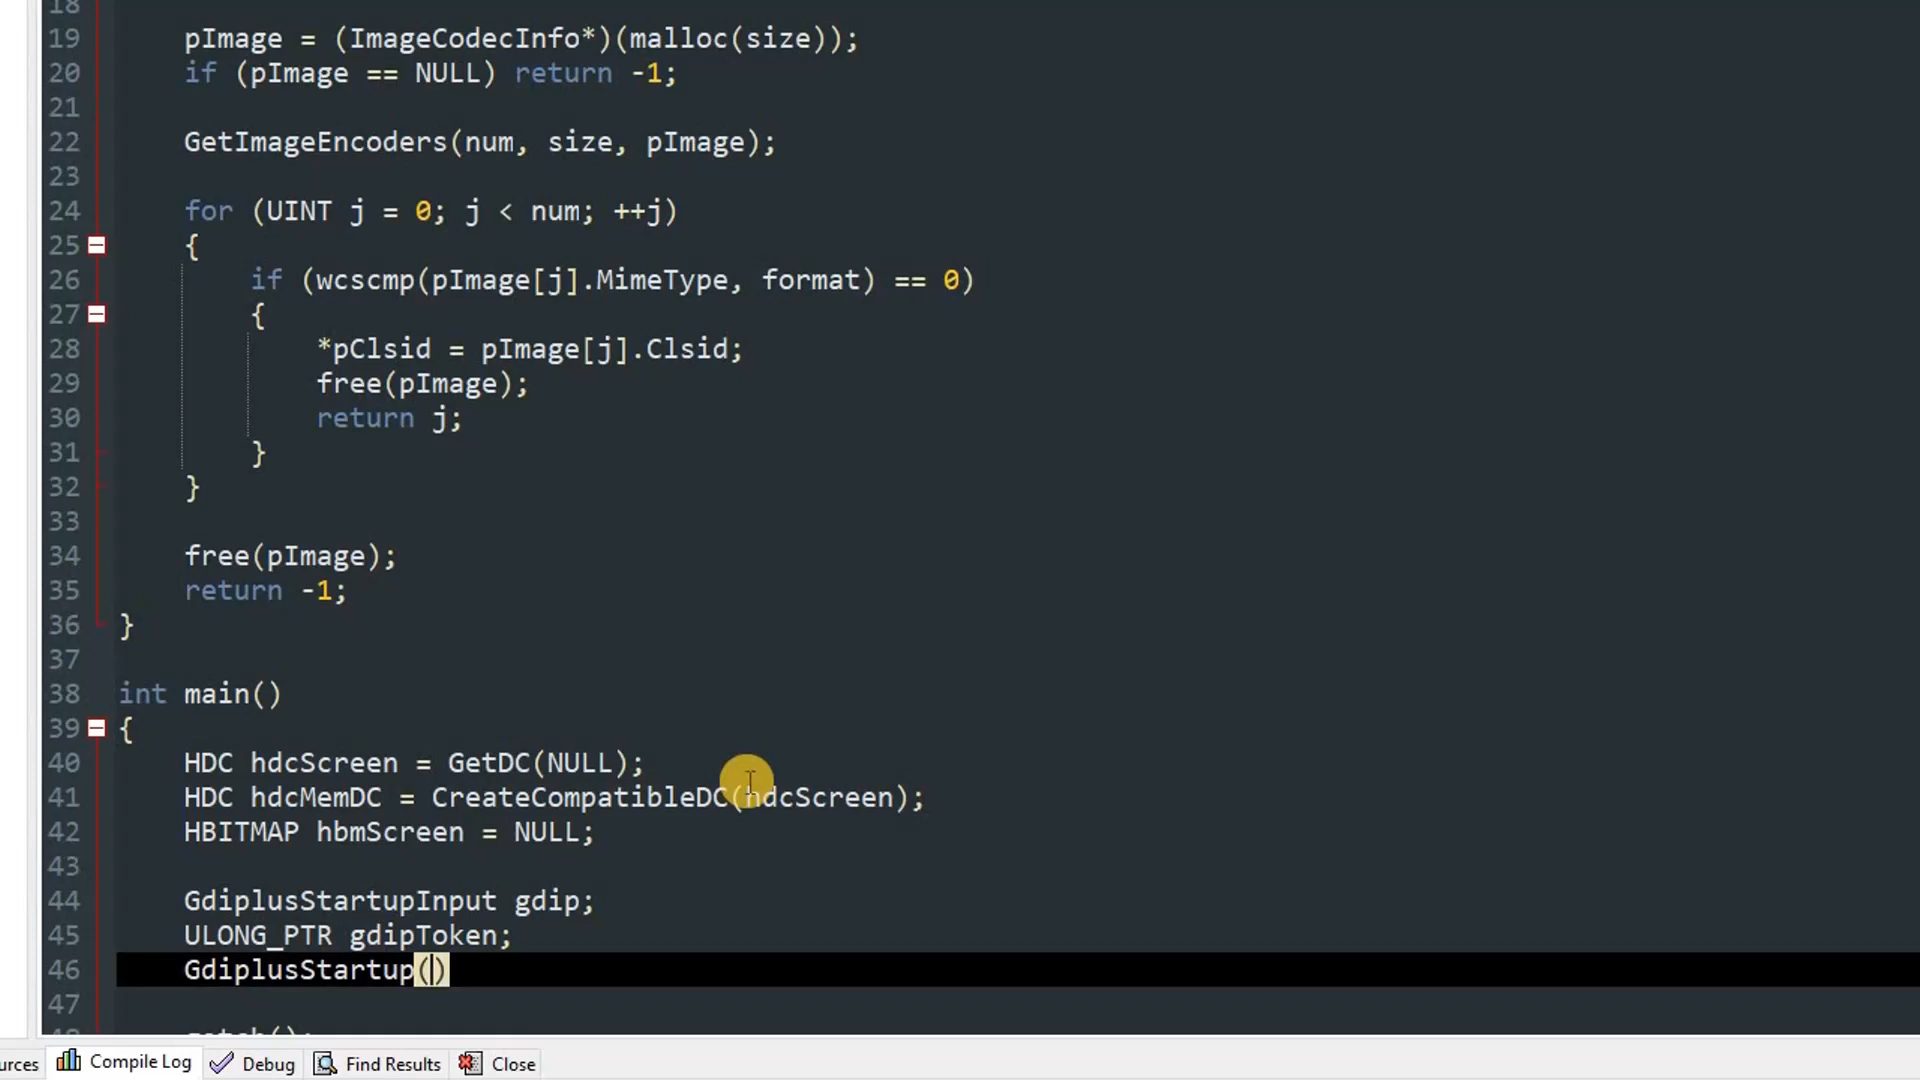 18
19 pImage = (ImageCodecInfo*)(malloc(size));
20 if (pImage == NULL) return -1;
21
22 GetImageEncoders(num, size, pImage);
23
24 for (UINT j = 0; j < num; ++j)
25 {
26 if (wcscmp(pImage[j].MimeType, format) == 0)
27 {
28 *pClsid = pImage[j].Clsid;
29 free(pImage);
30 return j;
31 }
32 }
33
34 free(pImage);
35 return -1;
36 }
37
38 int main()
39 {
40 HDC hdcScreen = GetDC(NULL);
41 HDC hdcMemDC = CreateCompatibleDC(hdcScreen);
42 HBITMAP hbmScreen = NULL;
43
44 GdiplusStartupInput gdip;
45 ULONG_PTR gdipToken;
46 GdiplusStartup()
47
48 getch();
urces Compile Log Debug Find Results Close